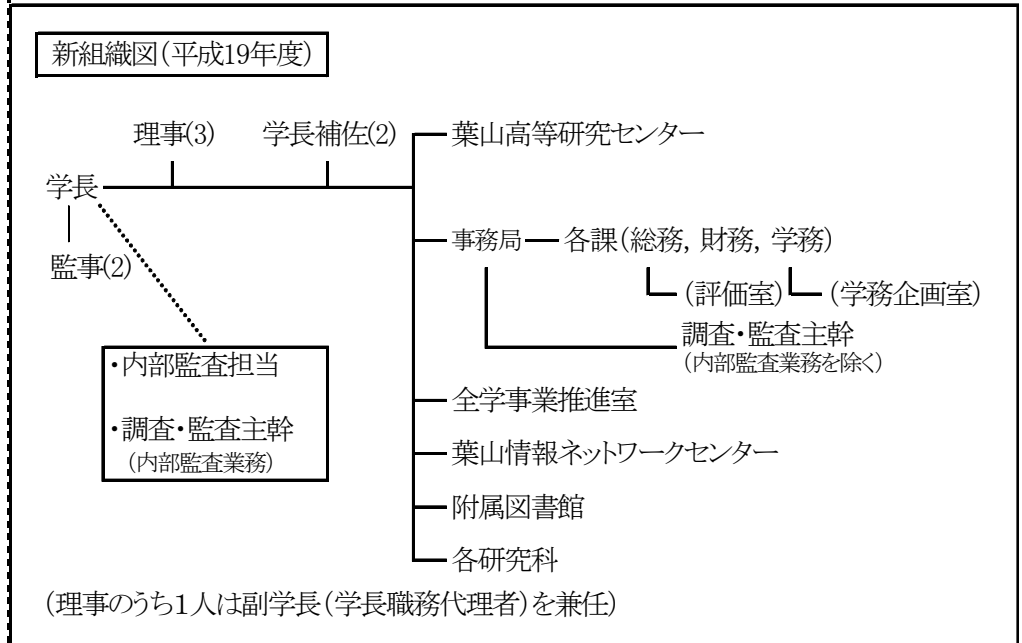 新組織図(平成19年度)
理事(3) 学長補佐(2) 葉山高等研究センター
学長
事務局 各課(総務, 財務, 学務)
監事(2)
(評価室) (学務企画室)
調査・監査主幹
(内部監査業務を除く)
・内部監査担当
全学事業推進室
・調査・監査主幹
(内部監査業務)
葉山情報ネットワークセンター
附属図書館
各研究科
(理事のうち1人は副学長(学長職務代理者)を兼任)